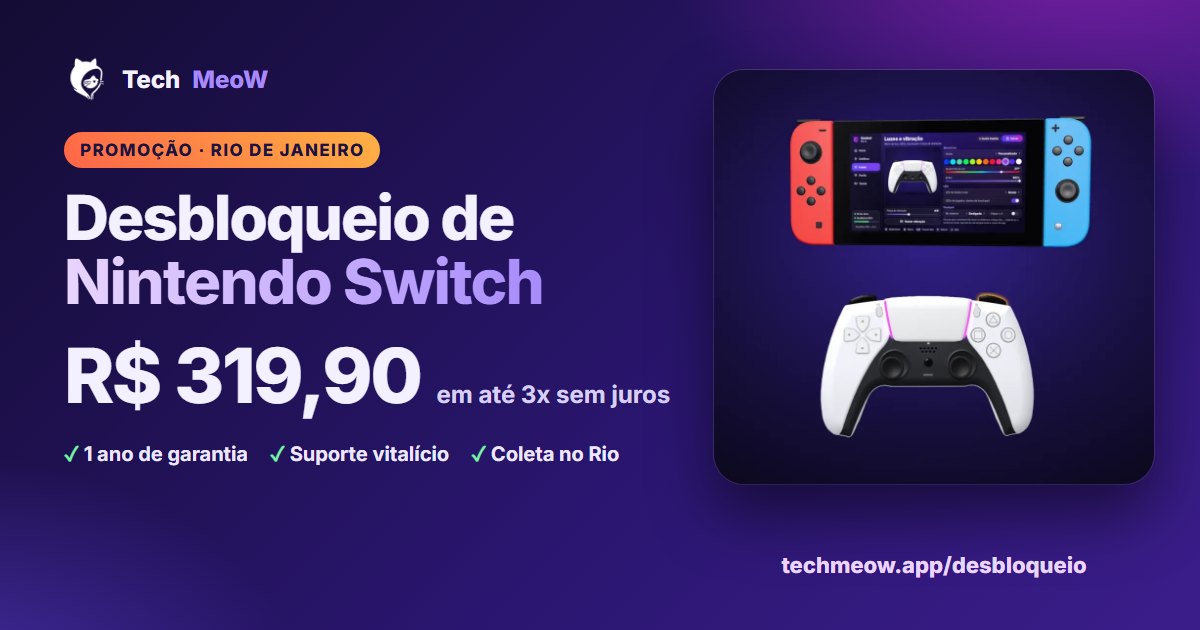 Tech MeoW
PROMOÇÃO · RIO DE JANEIRO
Desbloqueio de
Nintendo Switch
R$ 319,90 em até 3x sem juros
✓ 1 ano de garantia ✓ Suporte vitalício ✓ Coleta no Rio
Luzes e vibração
techmeow.app/desbloqueio